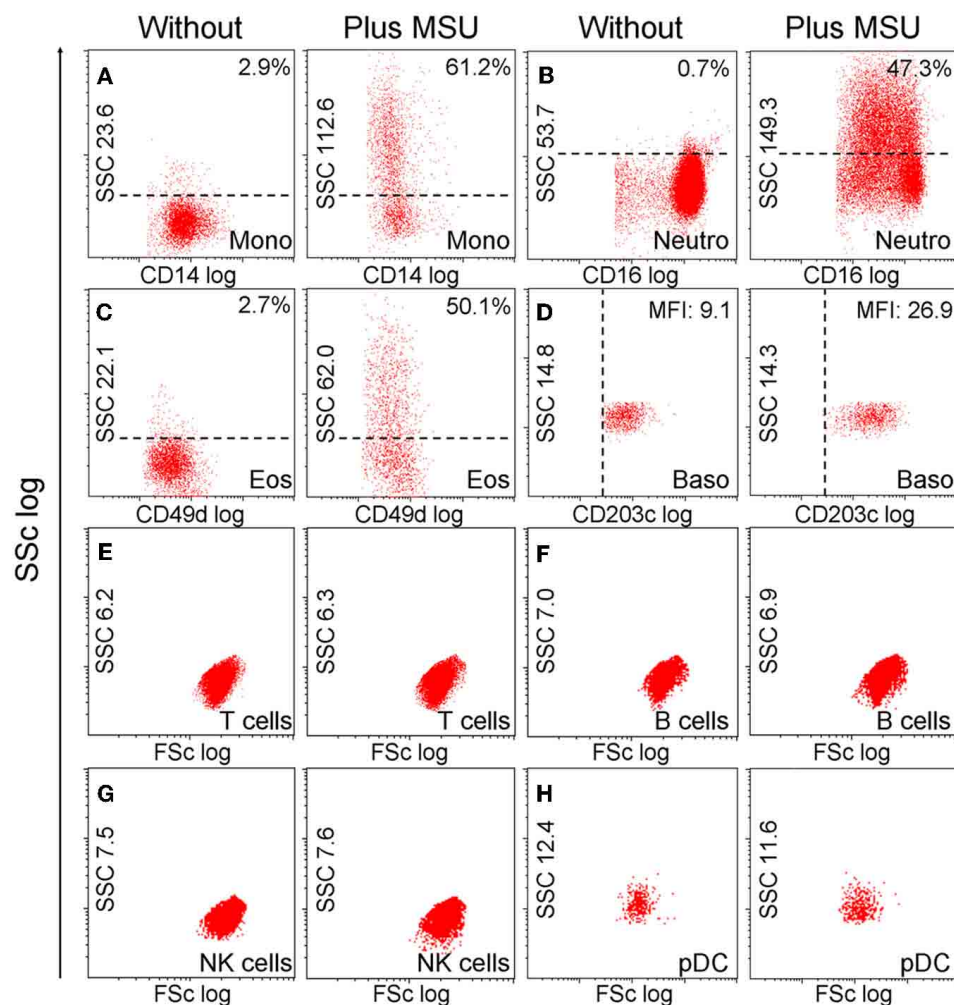 Without Plus MSU Without Plus MSU
SSc log
A 2.9% SSC 23.6 Mono CD14 log
61.2% SSC 112.6 Mono CD14 log
B 0.7% SSC 53.7 Neutro CD16 log
47.3% SSC 149.3 Neutro CD16 log
C 2.7% SSC 22.1 Eos CD49d log
50.1% SSC 62.0 Eos CD49d log
D MFI: 9.1 SSC 14.8 Baso CD203c log
MFI: 26.9 SSC 14.3 Baso CD203c log
E SSC 6.2 T cells FSc log
SSC 6.3 T cells FSc log
F SSC 7.0 B cells FSc log
SSC 6.9 B cells FSc log
G SSC 7.5 NK cells FSc log
SSC 7.6 NK cells FSc log
H SSC 12.4 pDC FSc log
SSC 11.6 pDC FSc log